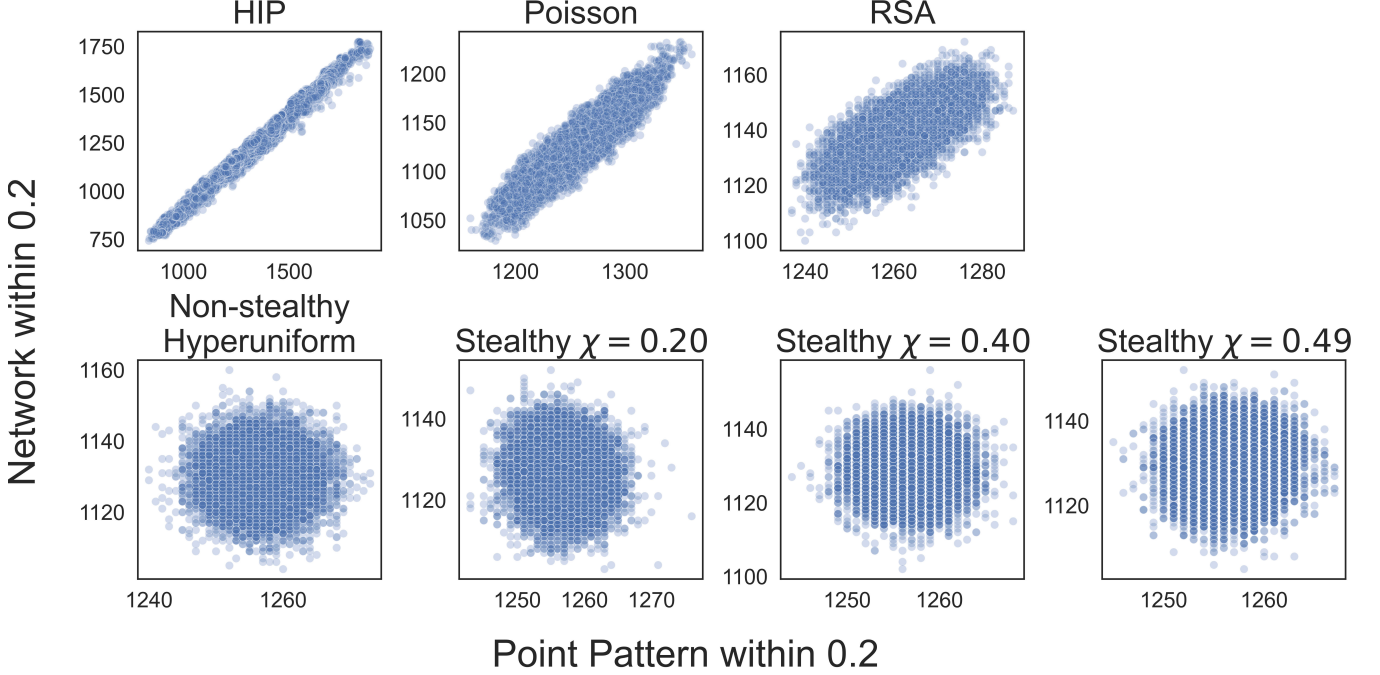 HIP
Poisson
RSA
1750
1500
1250
1000
750
1000 1500
1200
1150
1100
1050
1200 1300
1160
1140
1120
1100
1240 1260 1280
Network within 0.2
Non-stealthy
Hyperuniform
Stealthy χ = 0.20
Stealthy χ = 0.40
Stealthy χ = 0.49
1160
1140
1120
1240 1260
1140
1120
1250 1260 1270
1140
1120
1100
1250 1260
1140
1120
1250 1260
Point Pattern within 0.2